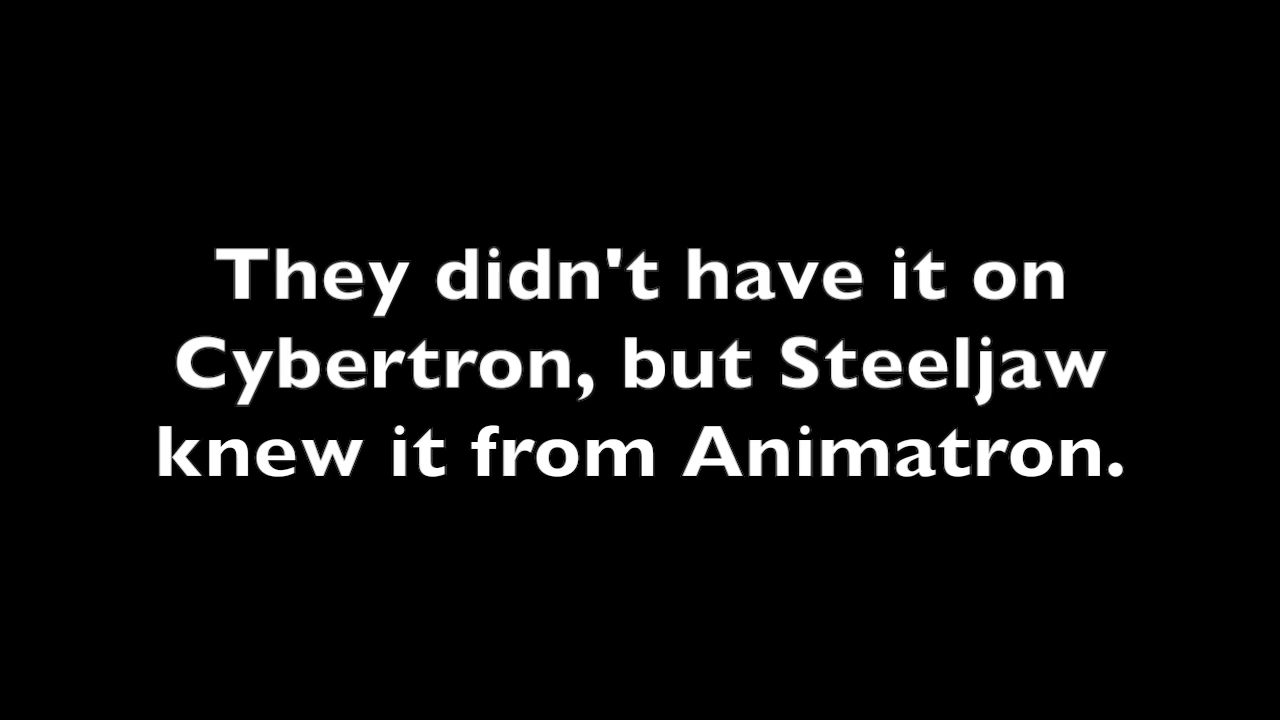 They didn't have it on
Cybertron, but Steeljaw
knew it from Animatron.